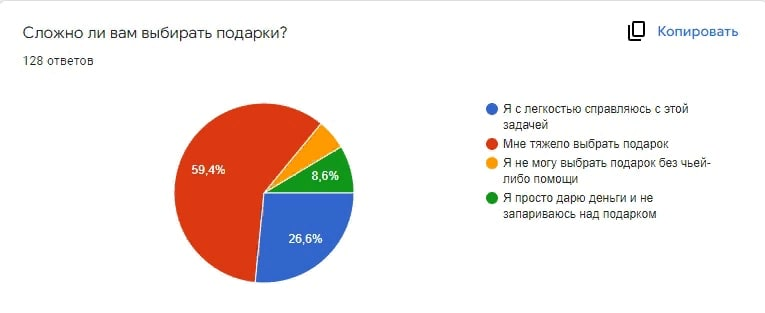 Сложно ли вам выбирать подарки?
Копировать
128 ответов
59,4%
8,6%
26,6%
Я с легкостью справляюсь с этой
задачей
Мне тяжело выбрать подарок
Я не могу выбрать подарок без чьей-
либо помощи
Я просто дарю деньги и не
запариваюсь над подарком